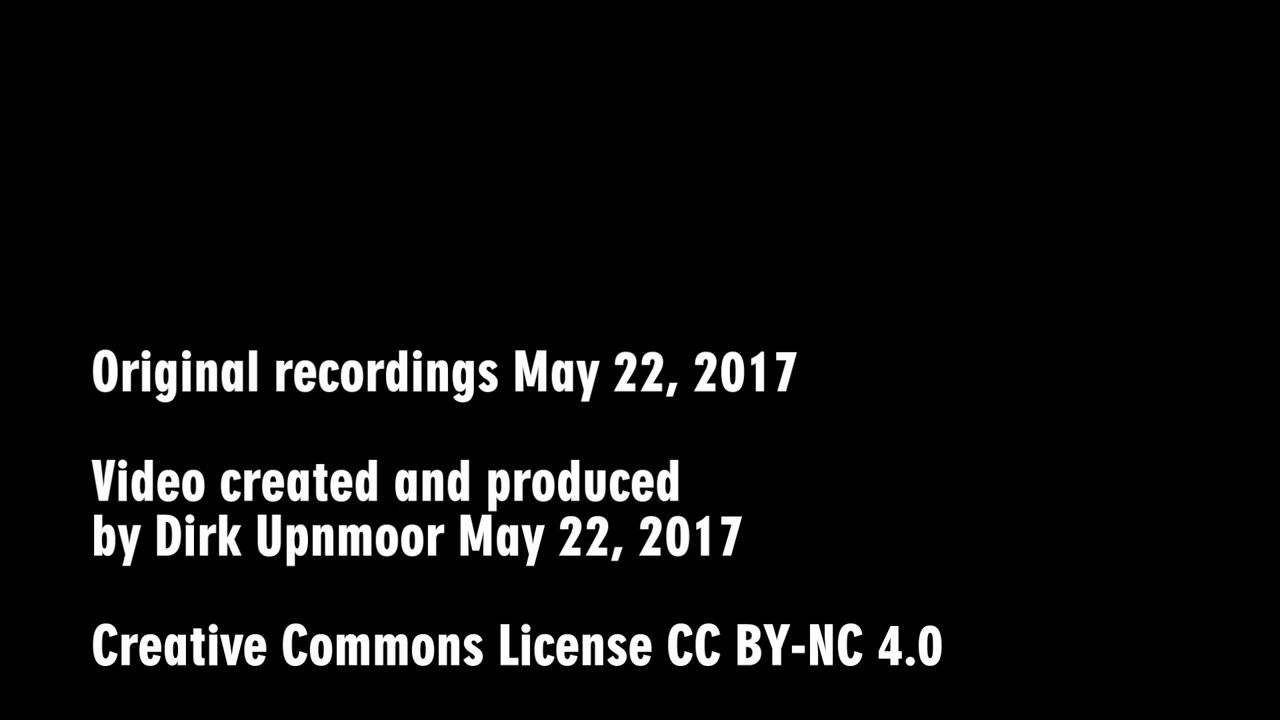 Original recordings May 22, 2017
Video created and produced
by Dirk Upnmoor May 22, 2017
Creative Commons License CC BY-NC 4.0